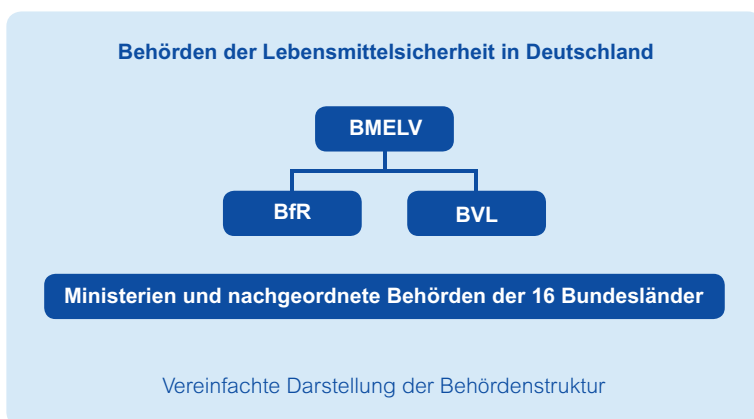 Behörden der Lebensmittelsicherheit in Deutschland
BMELV
BfR
BVL
Ministerien und nachgeordnete Behörden der 16 Bundesländer
Vereinfachte Darstellung der Behördenstruktur